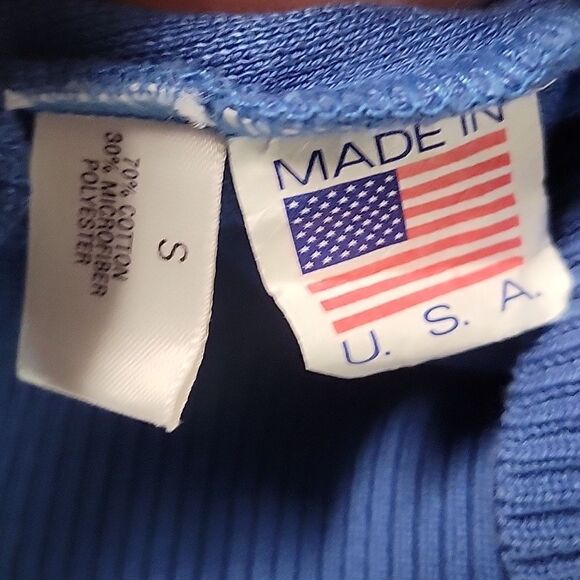 70% COTTON
30% MICROFIBER
POLYESTER
S
MADE IN
U. S. A.